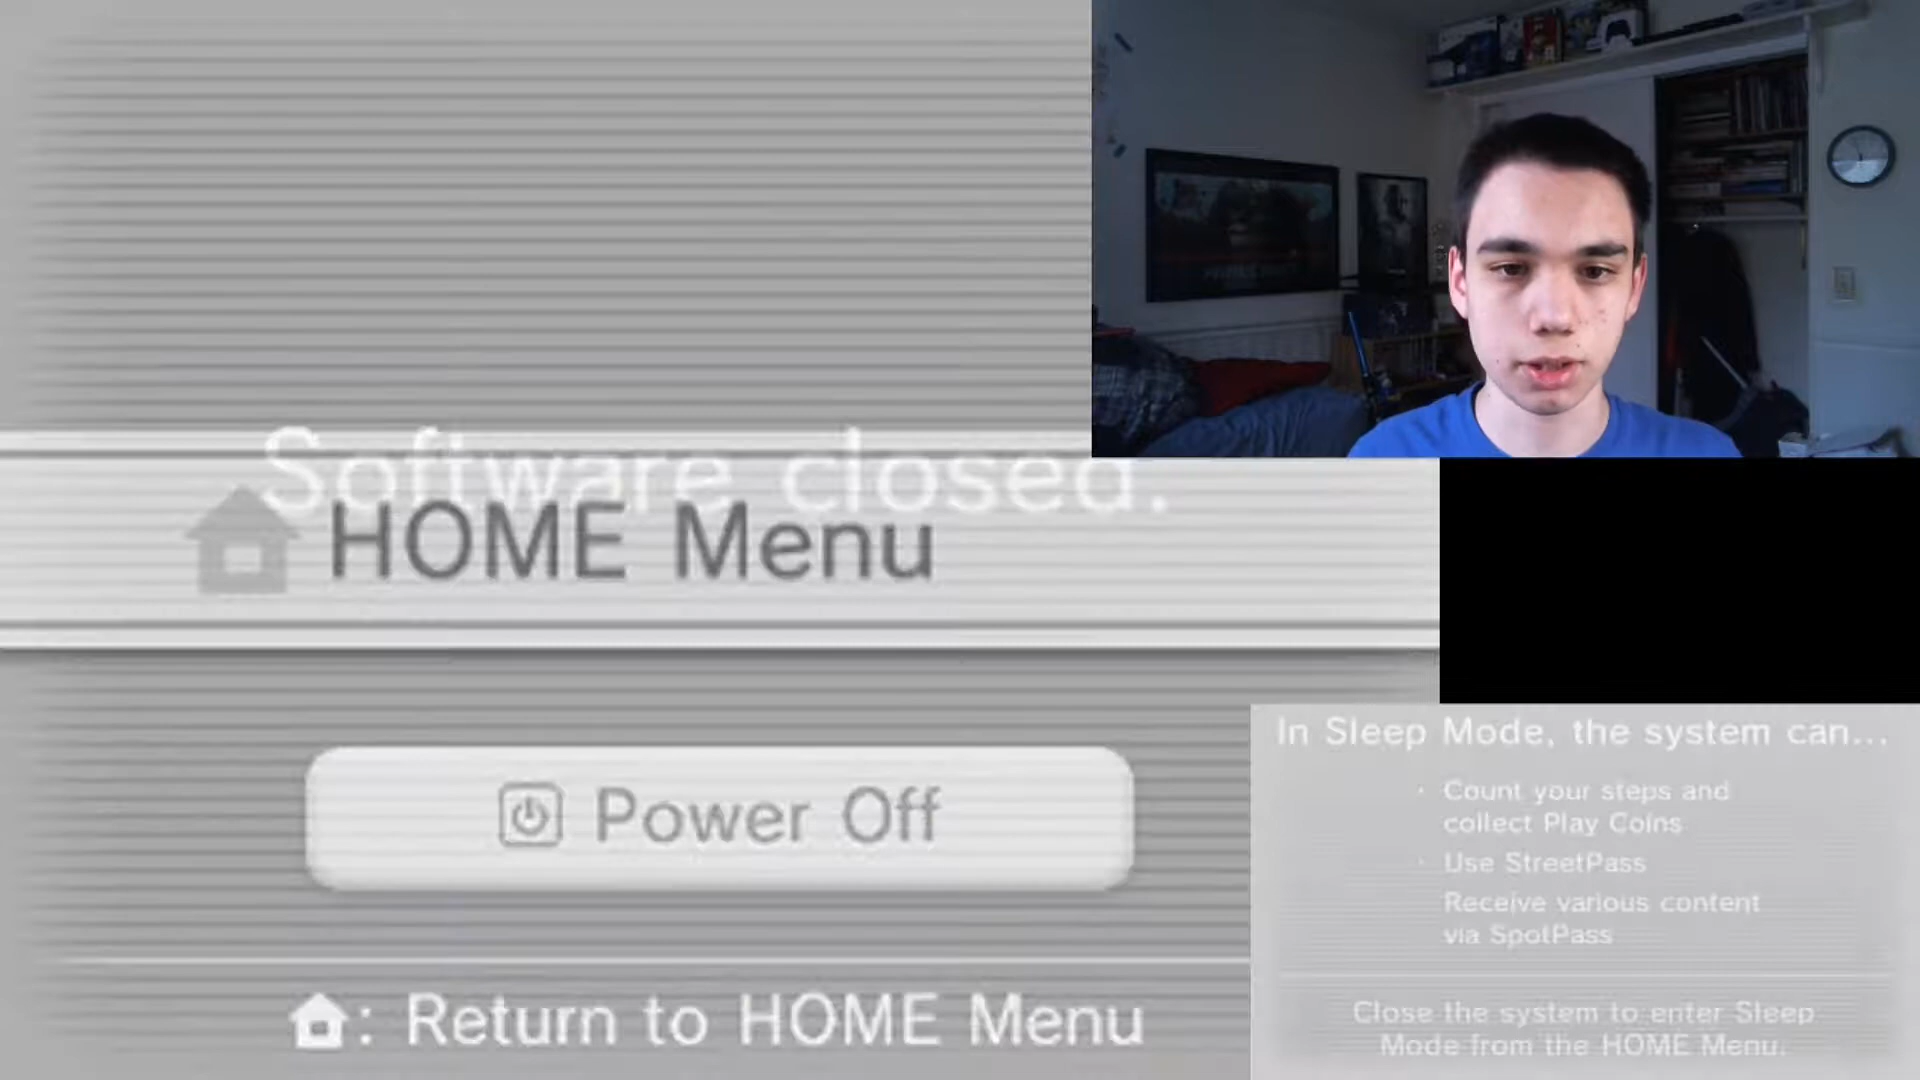 Software closed.
HOME Menu
Power Off
: Return to HOME Menu
In Sleep Mode, the system can...
· Count your steps and
collect Play Coins
· Use StreetPass
Receive various content
via SpotPass
Close the system to enter Sleep
Mode from the HOME Menu.